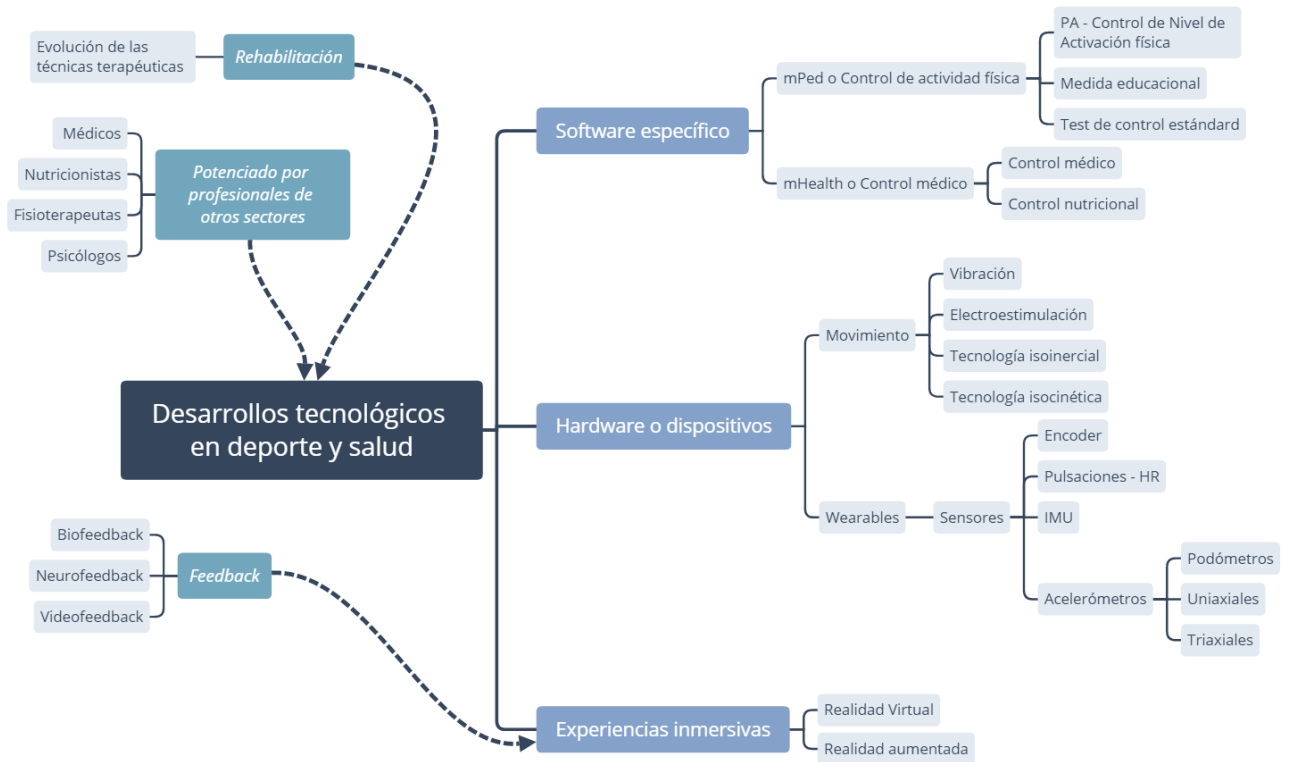 Evolución de las
técnicas terapéuticas
Rehabilitación
Médicos
Nutricionistas
Fisioterapeutas
Psicólogos
Potenciado por
profesionales de
otros sectores
Desarrollos tecnológicos
en deporte y salud
Biofeedback
Neurofeedback
Videofeedback
Feedback
Software específico
mPed o Control de actividad física
PA - Control de Nivel de
Activación física
Medida educacional
Test de control estándard
mHealth o Control médico
Control médico
Control nutricional
Hardware o dispositivos
Movimiento
Vibración
Electroestimulación
Tecnología isoinercial
Tecnología isocinética
Wearables
Sensores
Encoder
Pulsaciones - HR
IMU
Acelerómetros
Podómetros
Uniaxiales
Triaxiales
Experiencias inmersivas
Realidad Virtual
Realidad aumentada